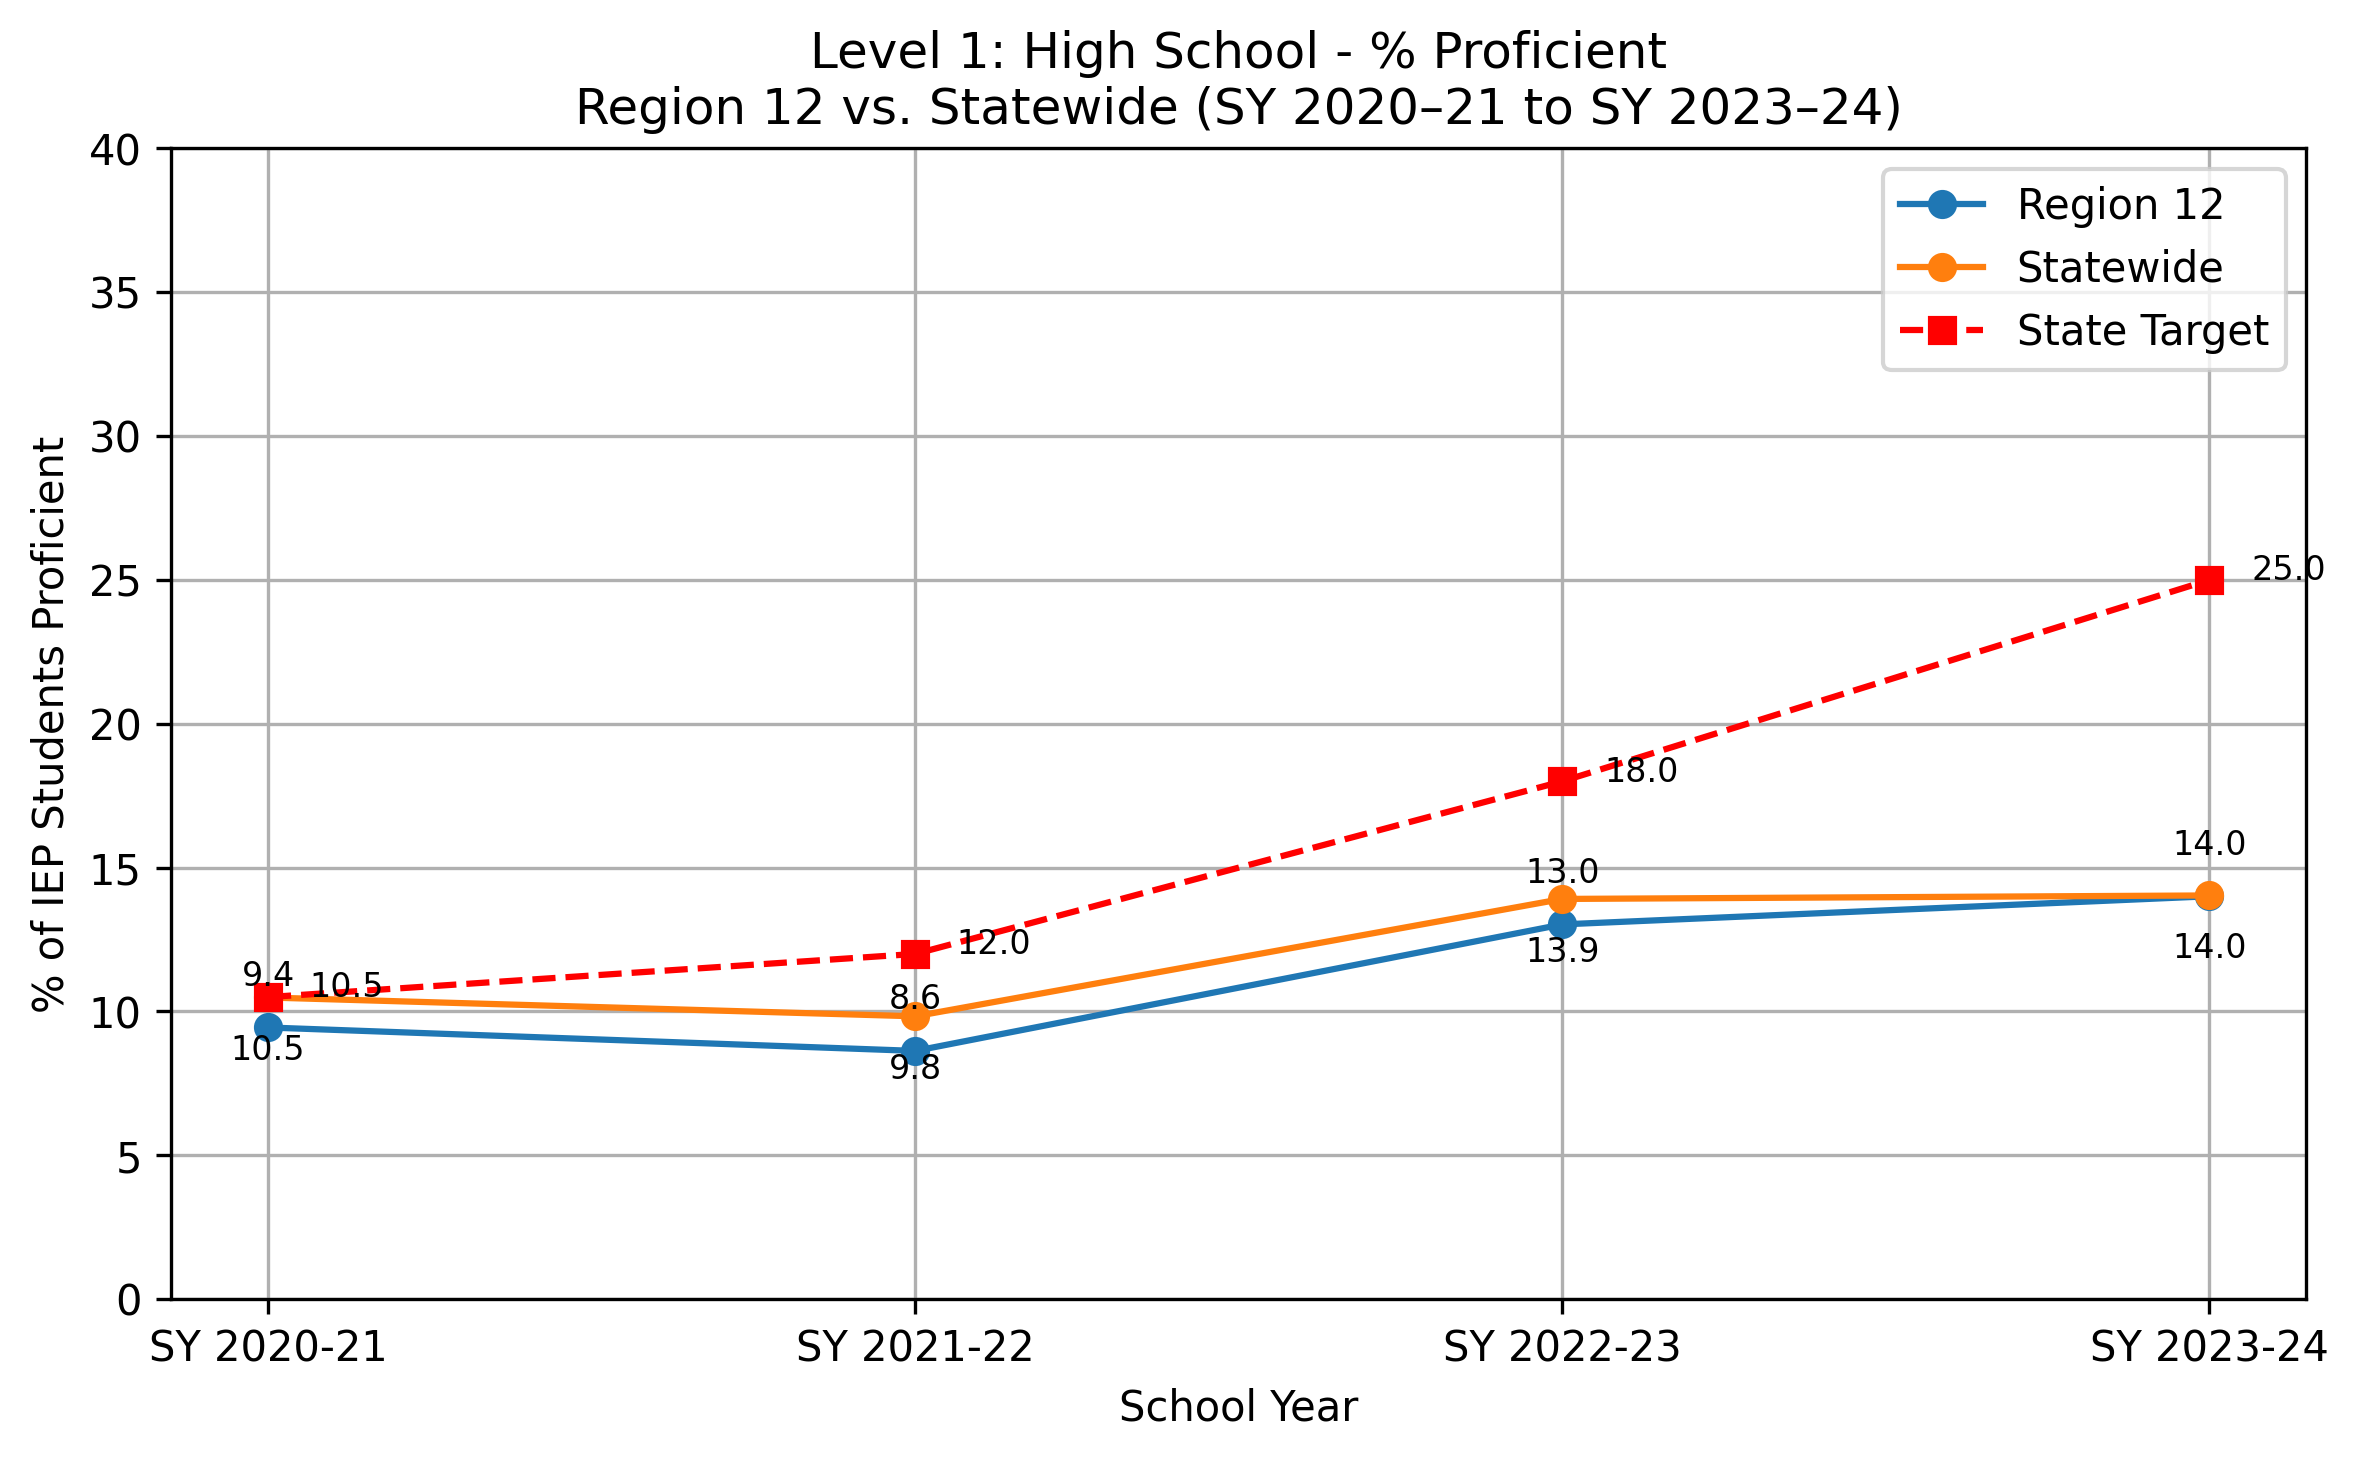 Level 1: High School - % Proficient
Region 12 vs. Statewide (SY 2020–21 to SY 2023–24)
% of IEP Students Proficient
40
35
30
25
20
15
10
5
0
Region 12
Statewide
State Target
25.0
18.0
14.0
13.0
12.0
13.9
14.0
9.4
10.5
8.6
10.5
9.8
SY 2020-21
SY 2021-22
SY 2022-23
SY 2023-24
School Year